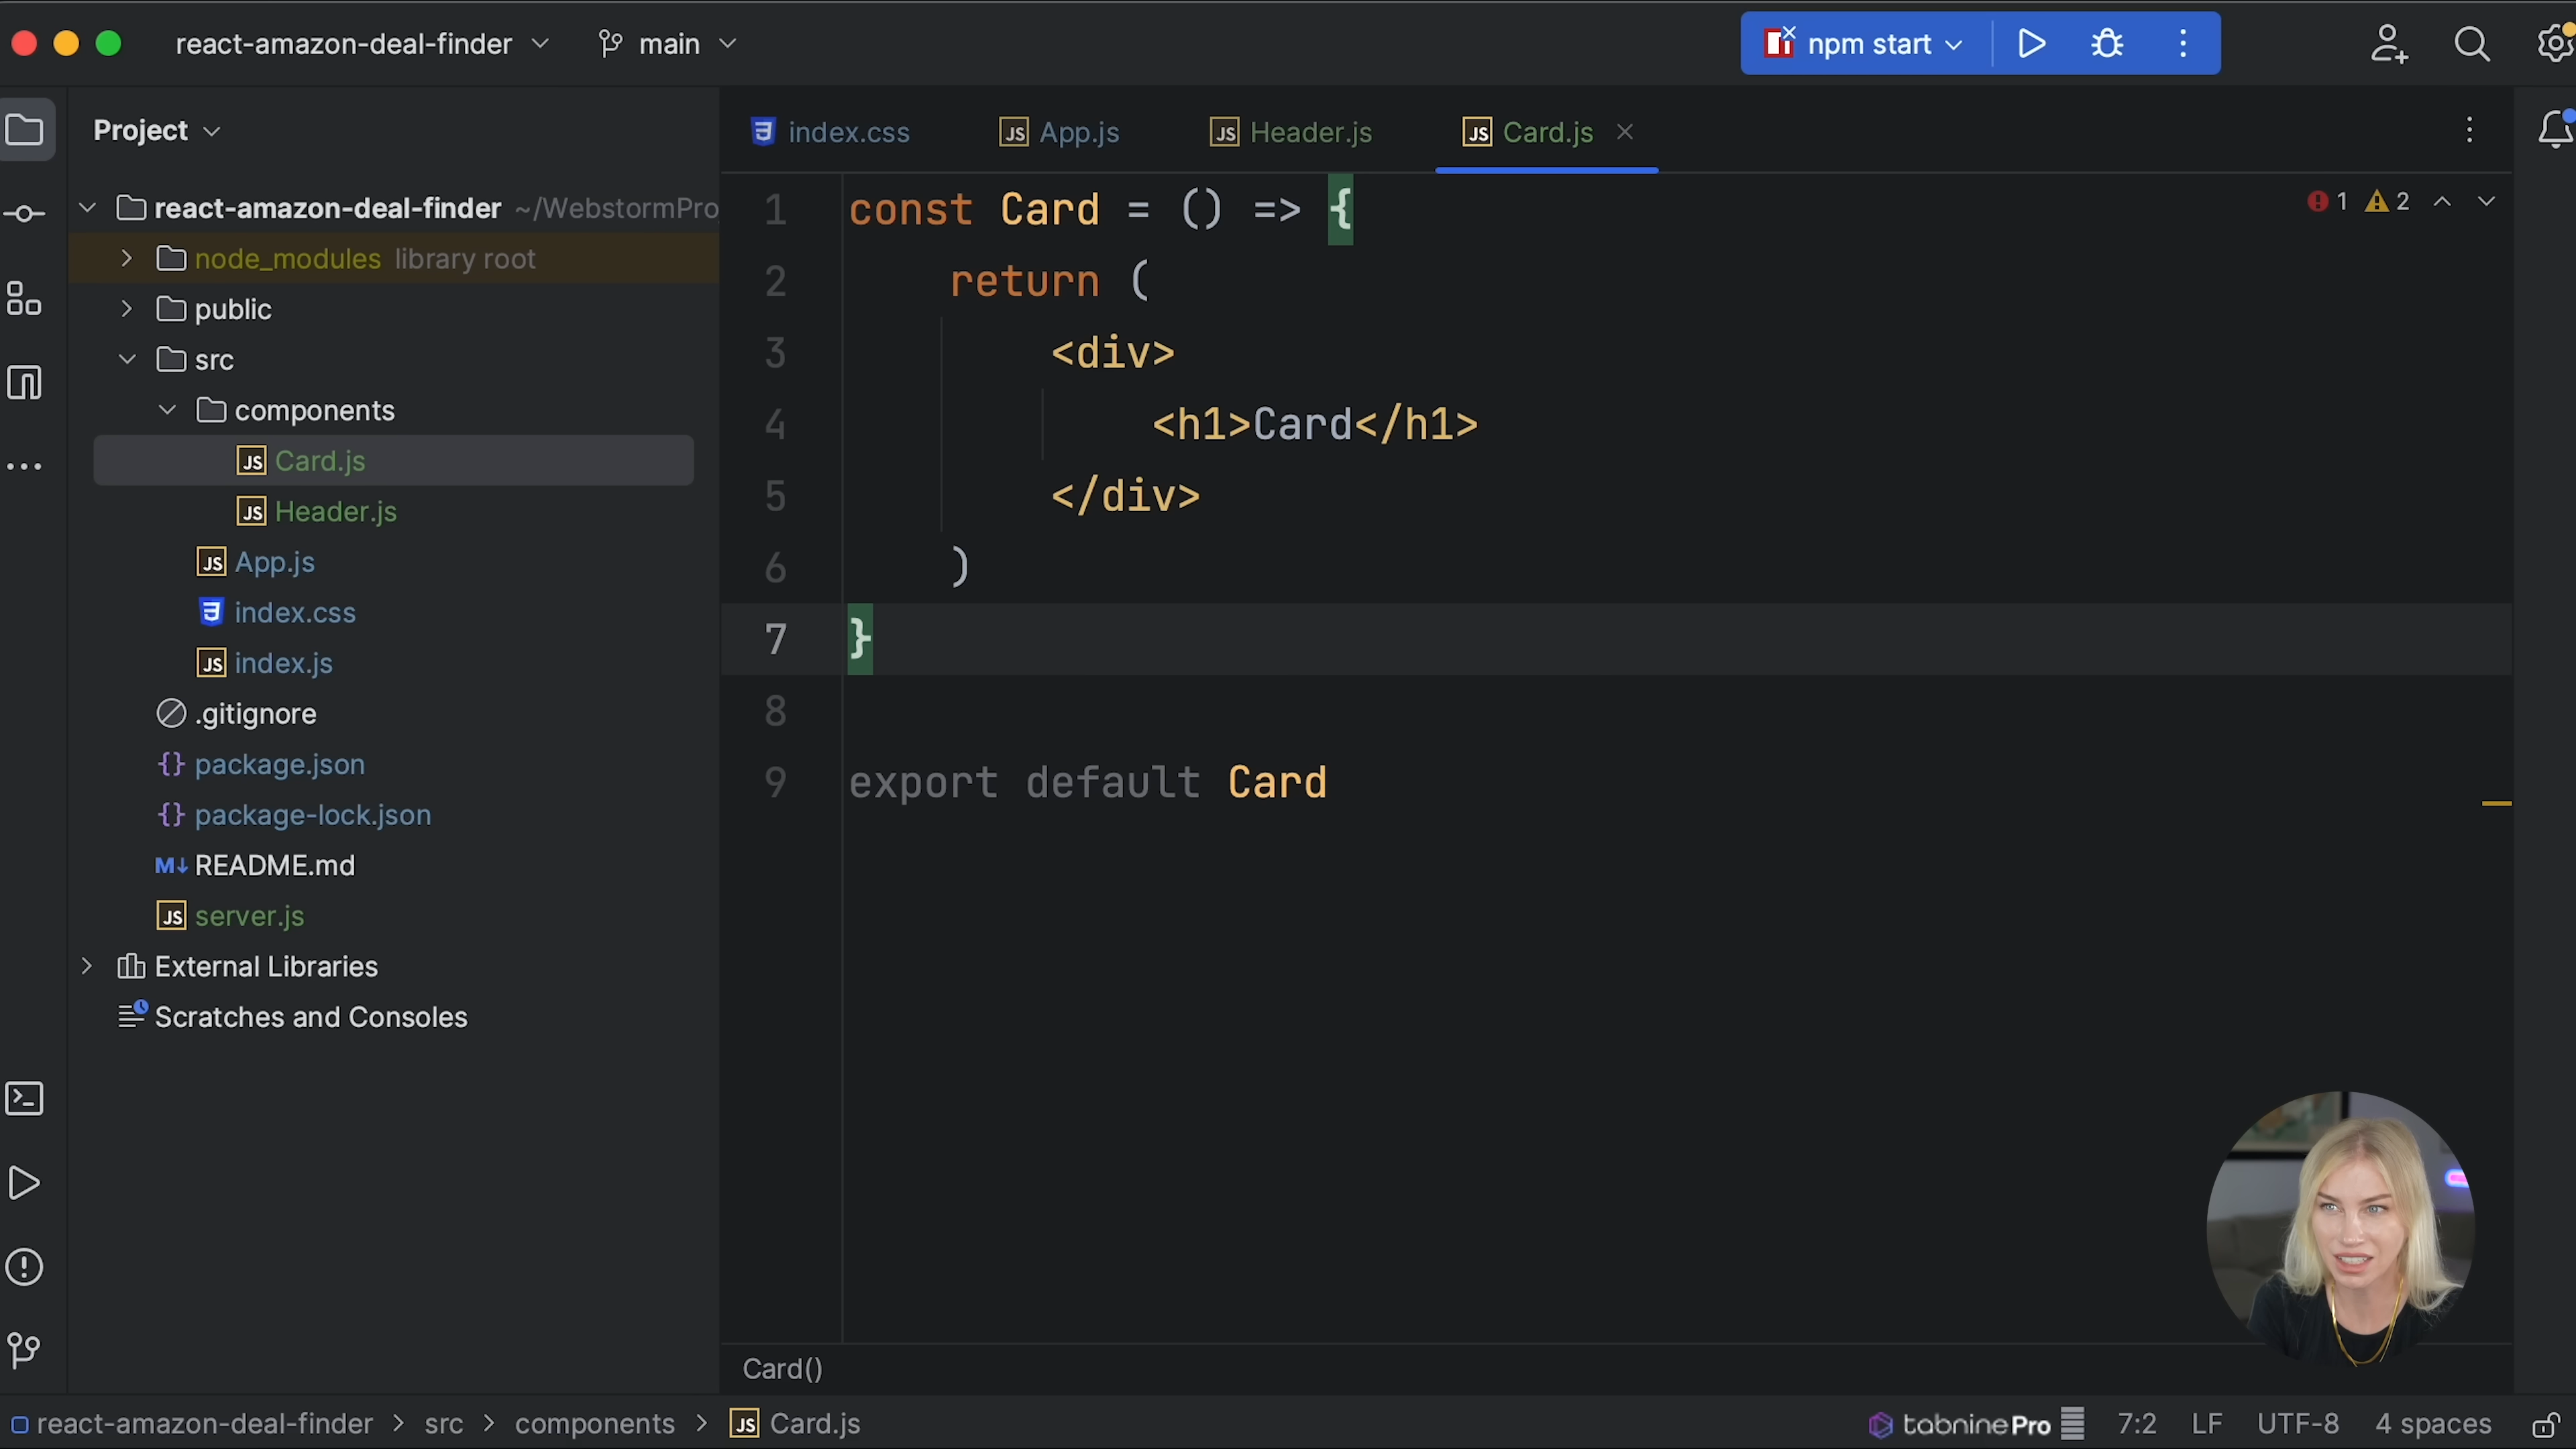 react-amazon-deal-finder main npm start
Project
index.css App.js Header.js Card.js
react-amazon-deal-finder ~/WebstormPro
node_modules library root
public
src
components
Card.js
Header.js
App.js
index.css
index.js
.gitignore
package.json
package-lock.json
README.md
server.js
External Libraries
Scratches and Consoles
1 2
1 const Card = () => {
2 return (
3 <div>
4 <h1>Card</h1>
5 </div>
6 )
7 }
8
9 export default Card
Card()
react-amazon-deal-finder > src > components > Card.js
tabnine Pro 7:2 LF UTF-8 4 spaces